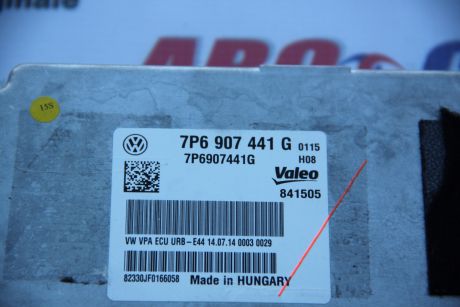 15S
7P6 907 441 G 0115
7P6907441G H08
Valeo
841505
VW VPA ECU URB-E44 14.07.14 0003 0029
82330JF0166058 Made in HUNGARY